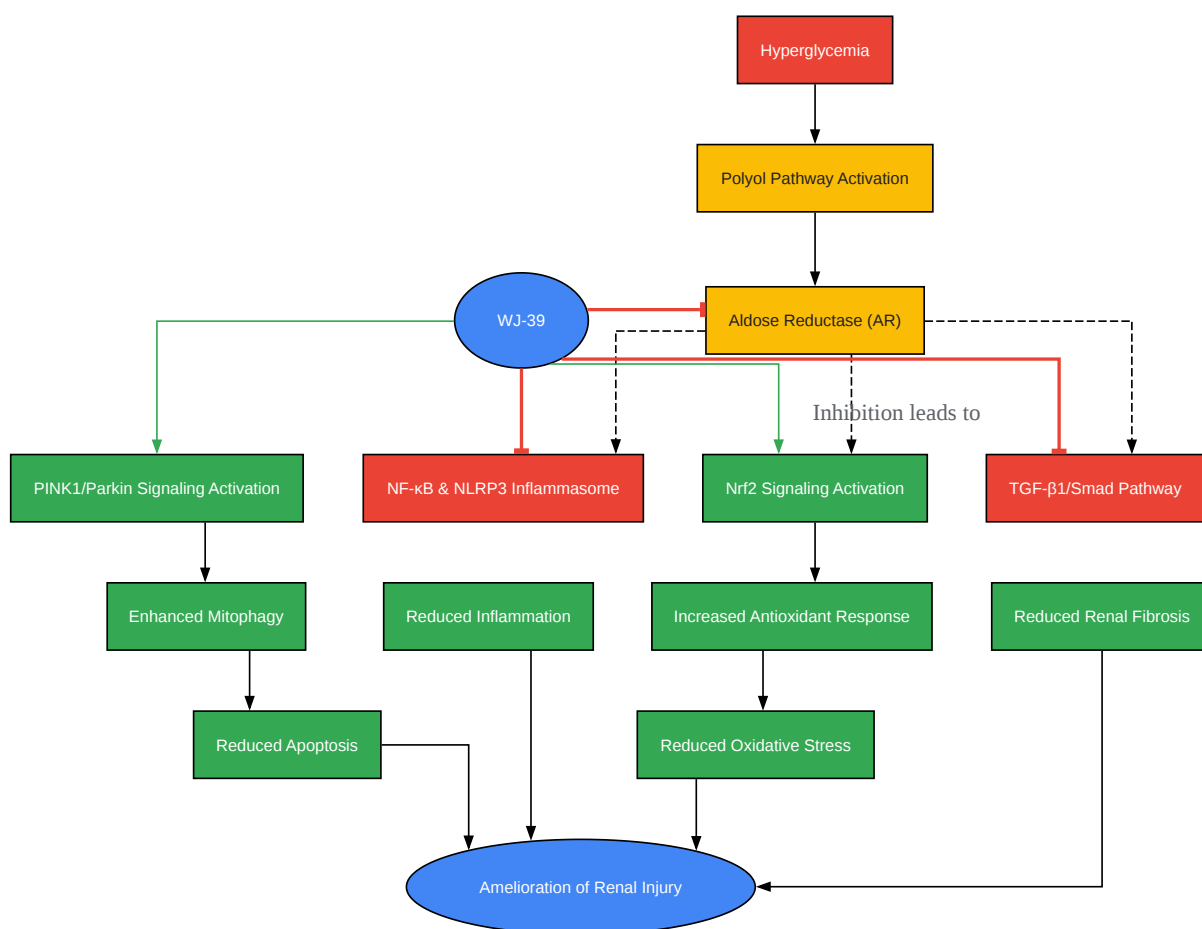 Hyperglycemia
Polyol Pathway Activation
WJ-39
Aldose Reductase (AR)
Inhibition leads to
PINK1/Parkin Signaling Activation
NF-κB & NLRP3 Inflammasome
Nrf2 Signaling Activation
TGF-β1/Smad Pathway
Enhanced Mitophagy
Reduced Inflammation
Increased Antioxidant Response
Reduced Renal Fibrosis
Reduced Apoptosis
Reduced Oxidative Stress
Amelioration of Renal Injury